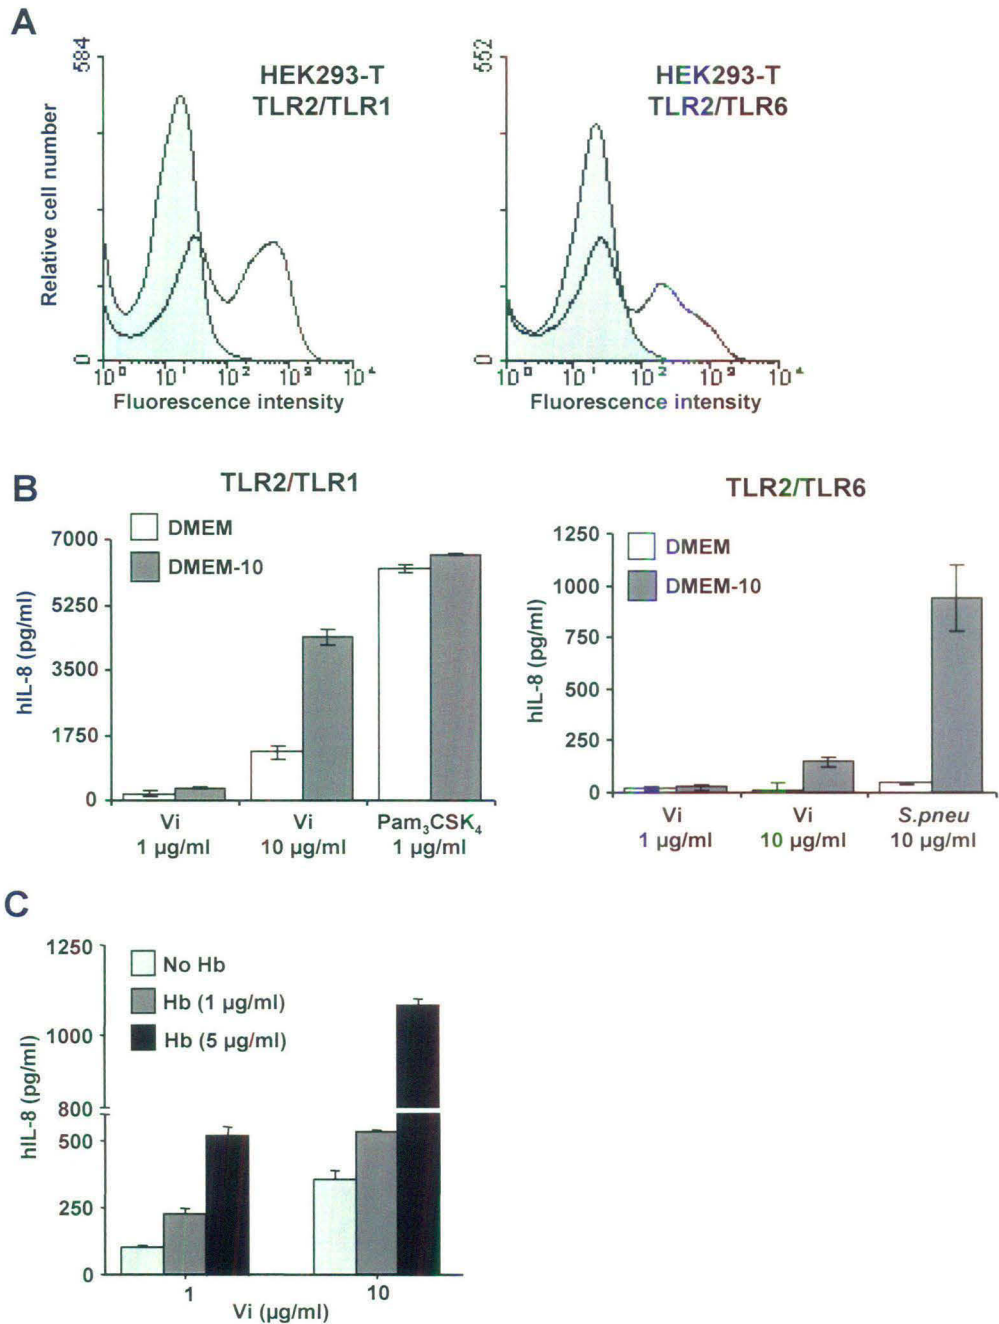 A
584
HEK293-T
TLR2/TLR1
Relative cell number
0
10⁰ 10¹ 10² 10³ 10⁴
Fluorescence intensity
552
HEK293-T
TLR2/TLR6
0
10⁰ 10¹ 10² 10³ 10⁴
Fluorescence intensity
B
TLR2/TLR1
DMEM
DMEM-10
hIL-8 (pg/ml)
7000
5250
3500
1750
0
Vi Vi Pam₃CSK₄
1 µg/ml 10 µg/ml 1 µg/ml
TLR2/TLR6
DMEM
DMEM-10
hIL-8 (pg/ml)
1250
1000
750
500
250
0
Vi Vi S.pneu
1 µg/ml 10 µg/ml 10 µg/ml
C
No Hb
Hb (1 µg/ml)
Hb (5 µg/ml)
hIL-8 (pg/ml)
1250
1000
800
500
250
0
1 10
Vi (µg/ml)